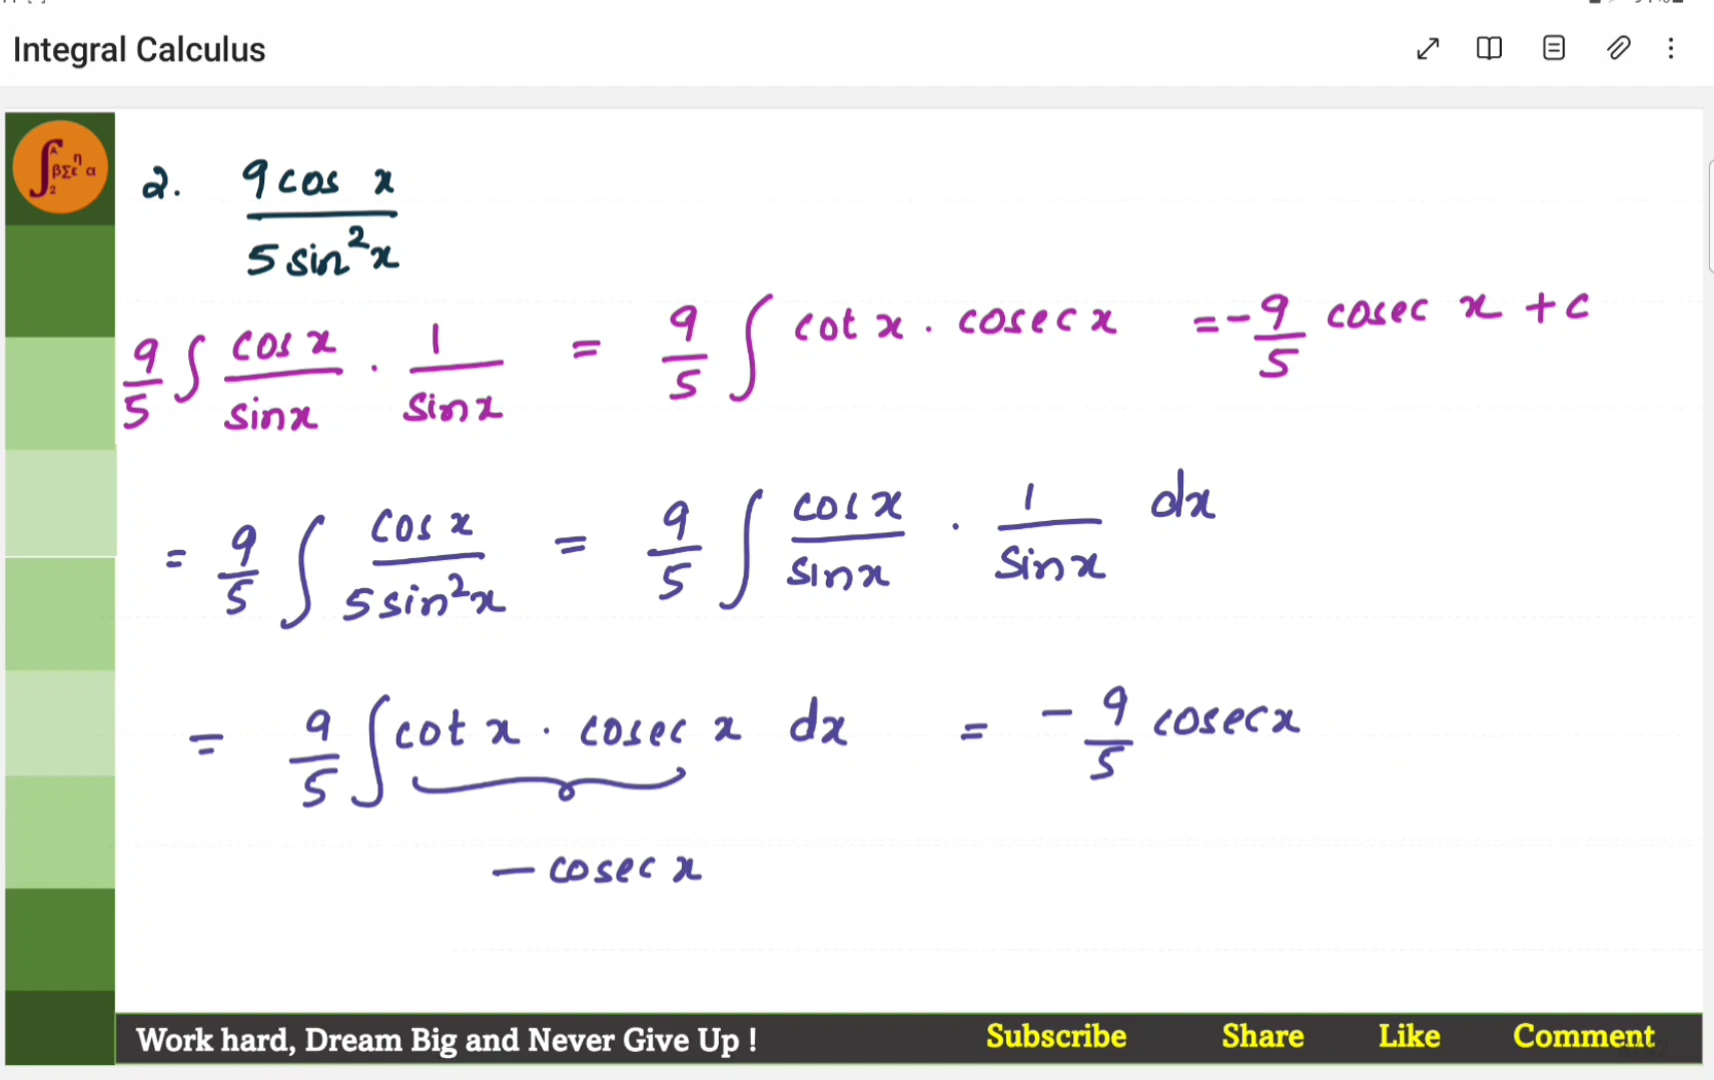 Integral Calculus
2. 9 cos x / 5 sin²x
9/5 ∫ cos x / sin x · 1 / sin x = 9/5 ∫ cot x · cosec x = -9/5 cosec x + c
= 9/5 ∫ cos x / 5 sin²x = 9/5 ∫ cos x / sin x · 1 / sin x dx
= 9/5 ∫ cot x · cosec x dx = -9/5 cosec x
- cosec x
Work hard, Dream Big and Never Give Up ! Subscribe Share Like Comment